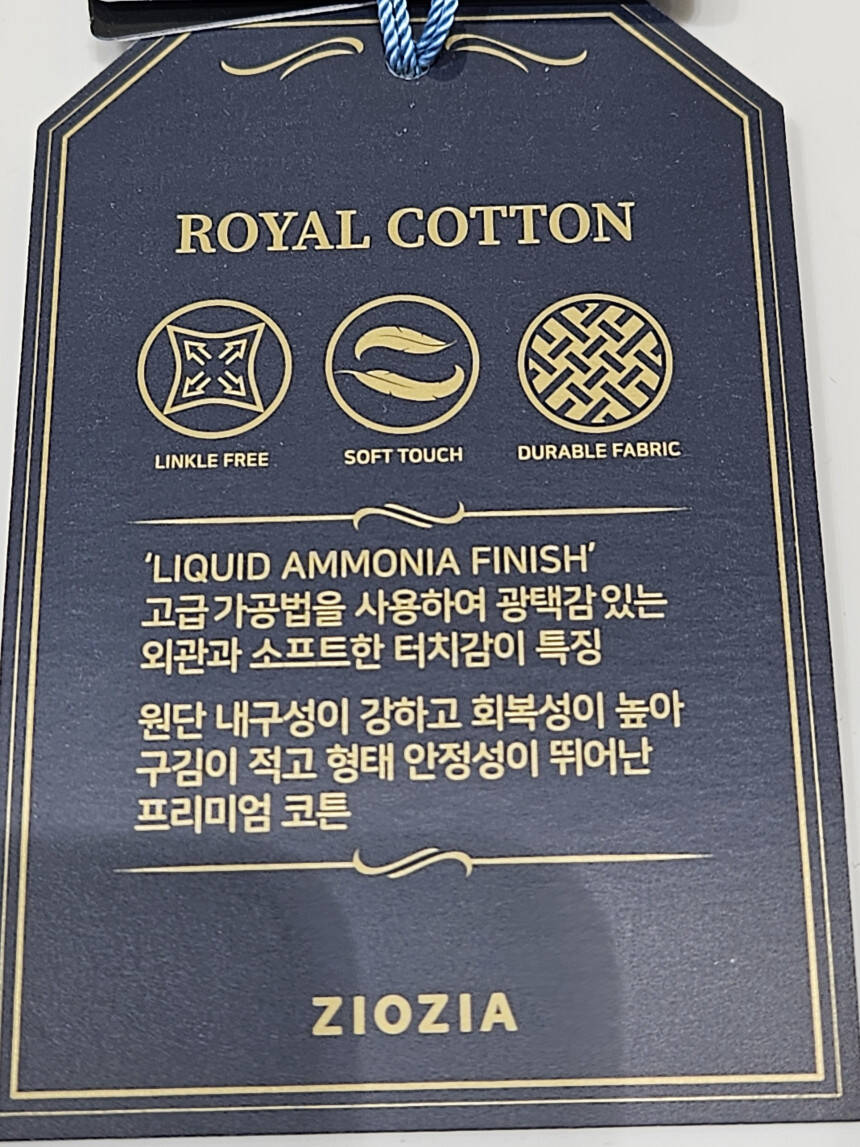 ROYAL COTTON
LINKLE FREE
SOFT TOUCH
DURABLE FABRIC
‘LIQUID AMMONIA FINISH’
고급 가공법을 사용하여 광택감 있는
외관과 소프트한 터치감이 특징
원단 내구성이 강하고 회복성이 높아
구김이 적고 형태 안정성이 뛰어난
프리미엄 코튼
ZIOZIA